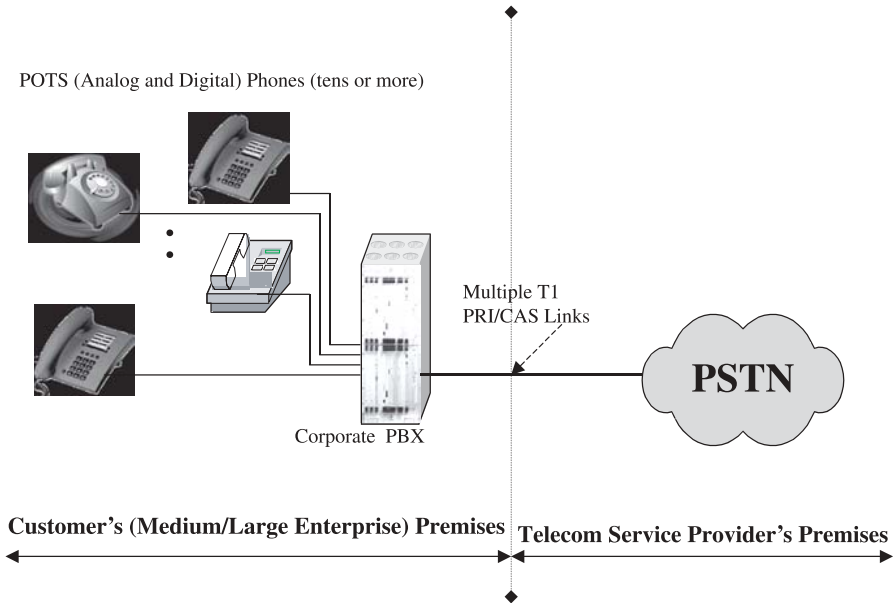 POTS (Analog and Digital) Phones (tens or more)
Multiple T1
PRI/CAS Links
PSTN
Corporate PBX
Customer's (Medium/Large Enterprise) Premises
Telecom Service Provider's Premises